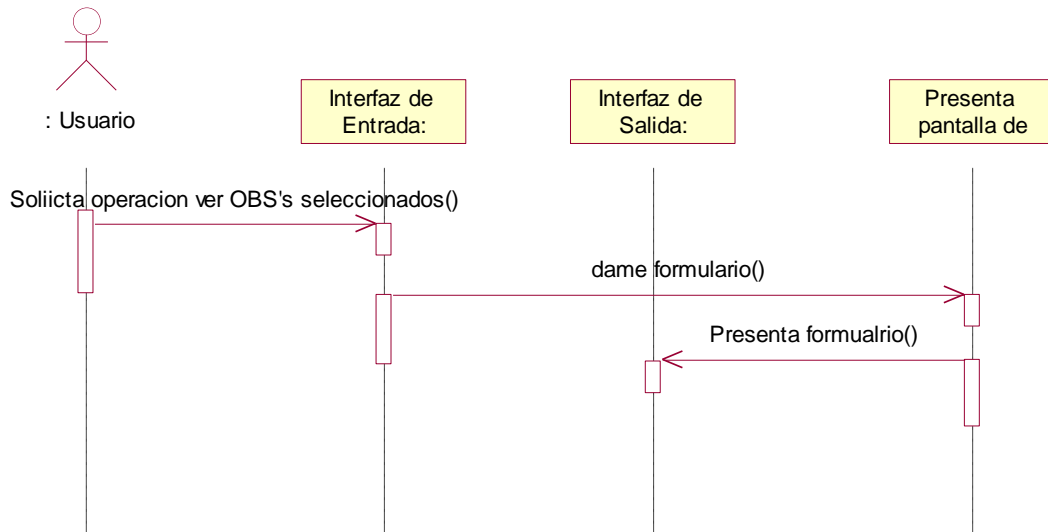 : Usuario
Interfaz de
Entrada:
Interfaz de
Salida:
Presenta
pantalla de
Soliicta operacion ver OBS's seleccionados()
dame formulario()
Presenta formualrio()